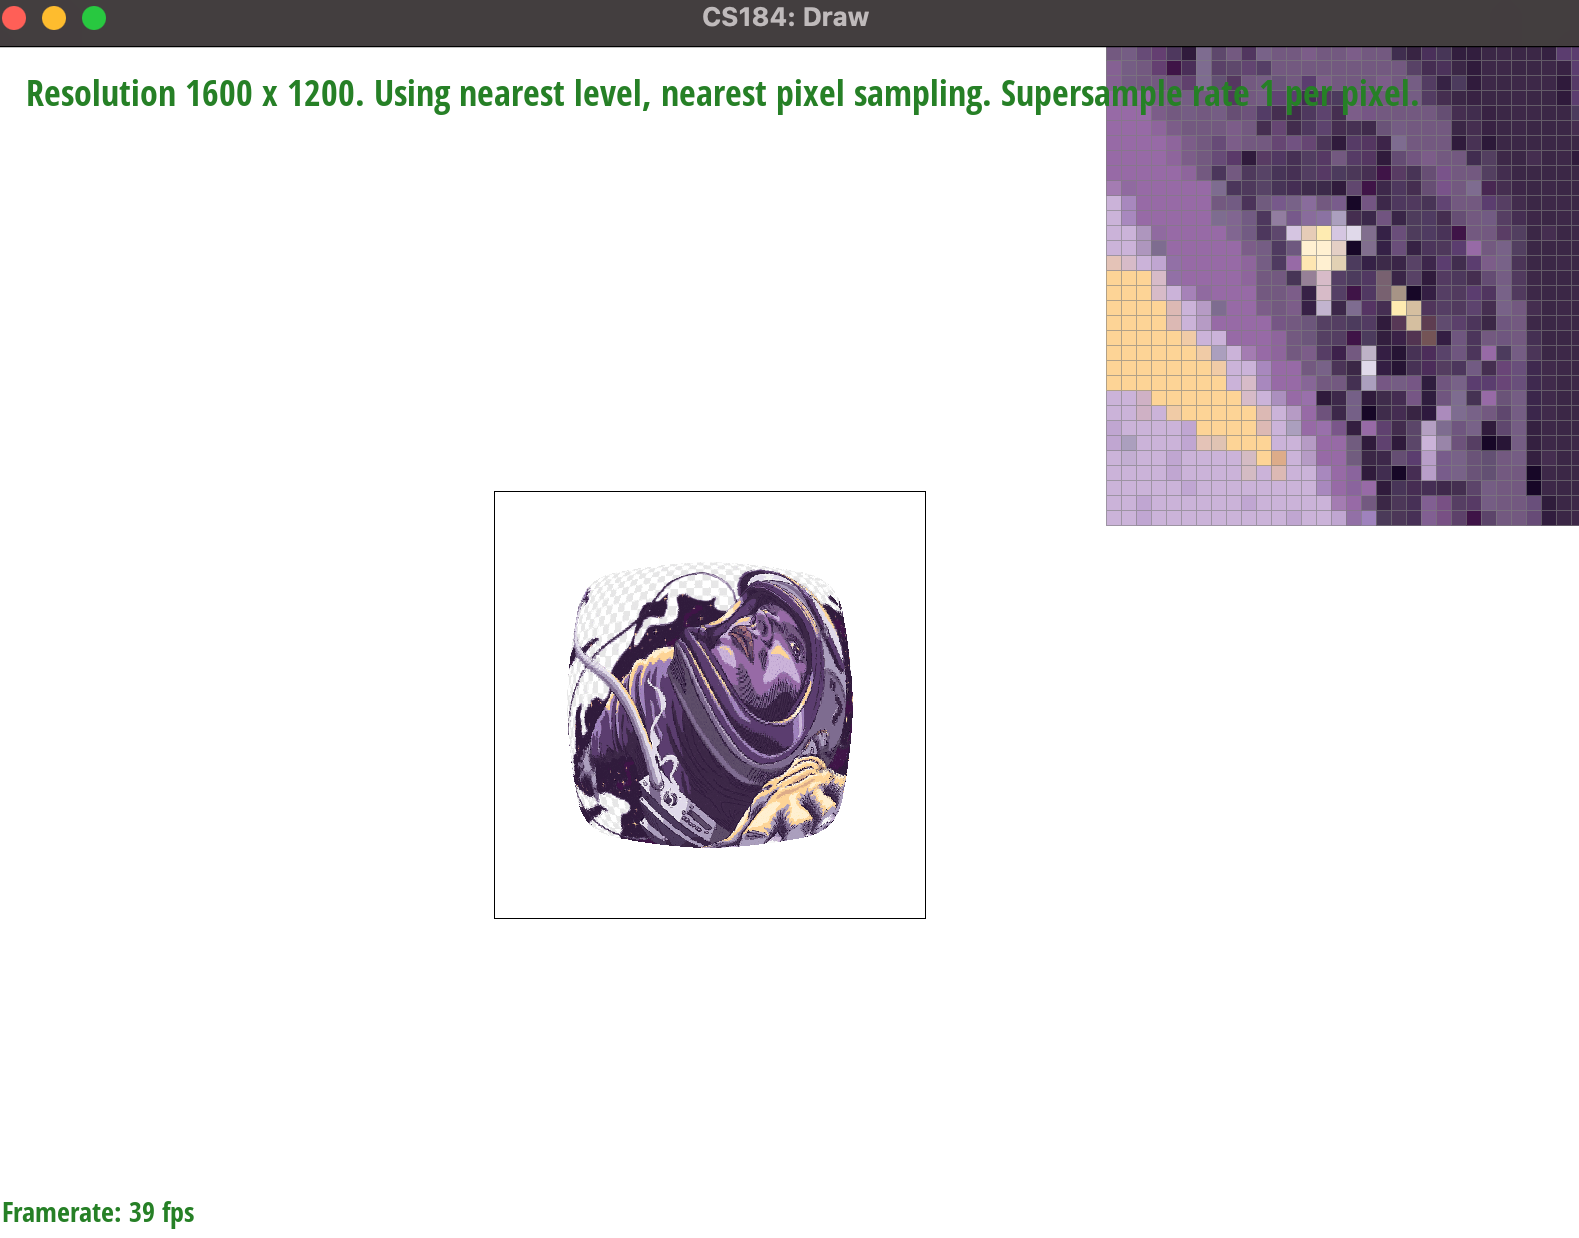 CS184: Draw
Resolution 1600 x 1200. Using nearest level, nearest pixel sampling. Supersample rate 1 per pixel.
Framerate: 39 fps